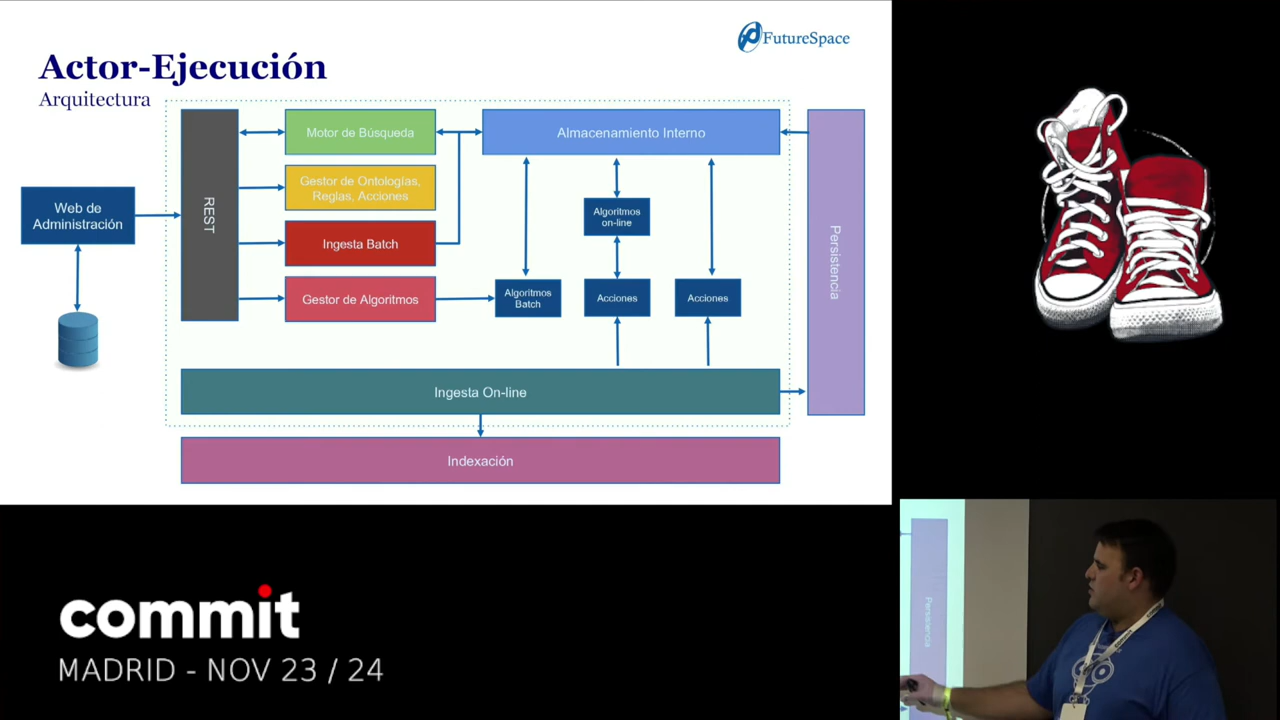 FutureSpace
Actor-Ejecución
Arquitectura
REST
Motor de Búsqueda
Almacenamiento Interno
Gestor de Ontologías,
Reglas, Acciones
Algoritmos
on-line
Web de
Administración
Ingesta Batch
Persistencia
Gestor de Algoritmos
Algoritmos
Batch
Acciones
Acciones
Ingesta On-line
Indexación
commit
MADRID - NOV 23 / 24
Persistencia